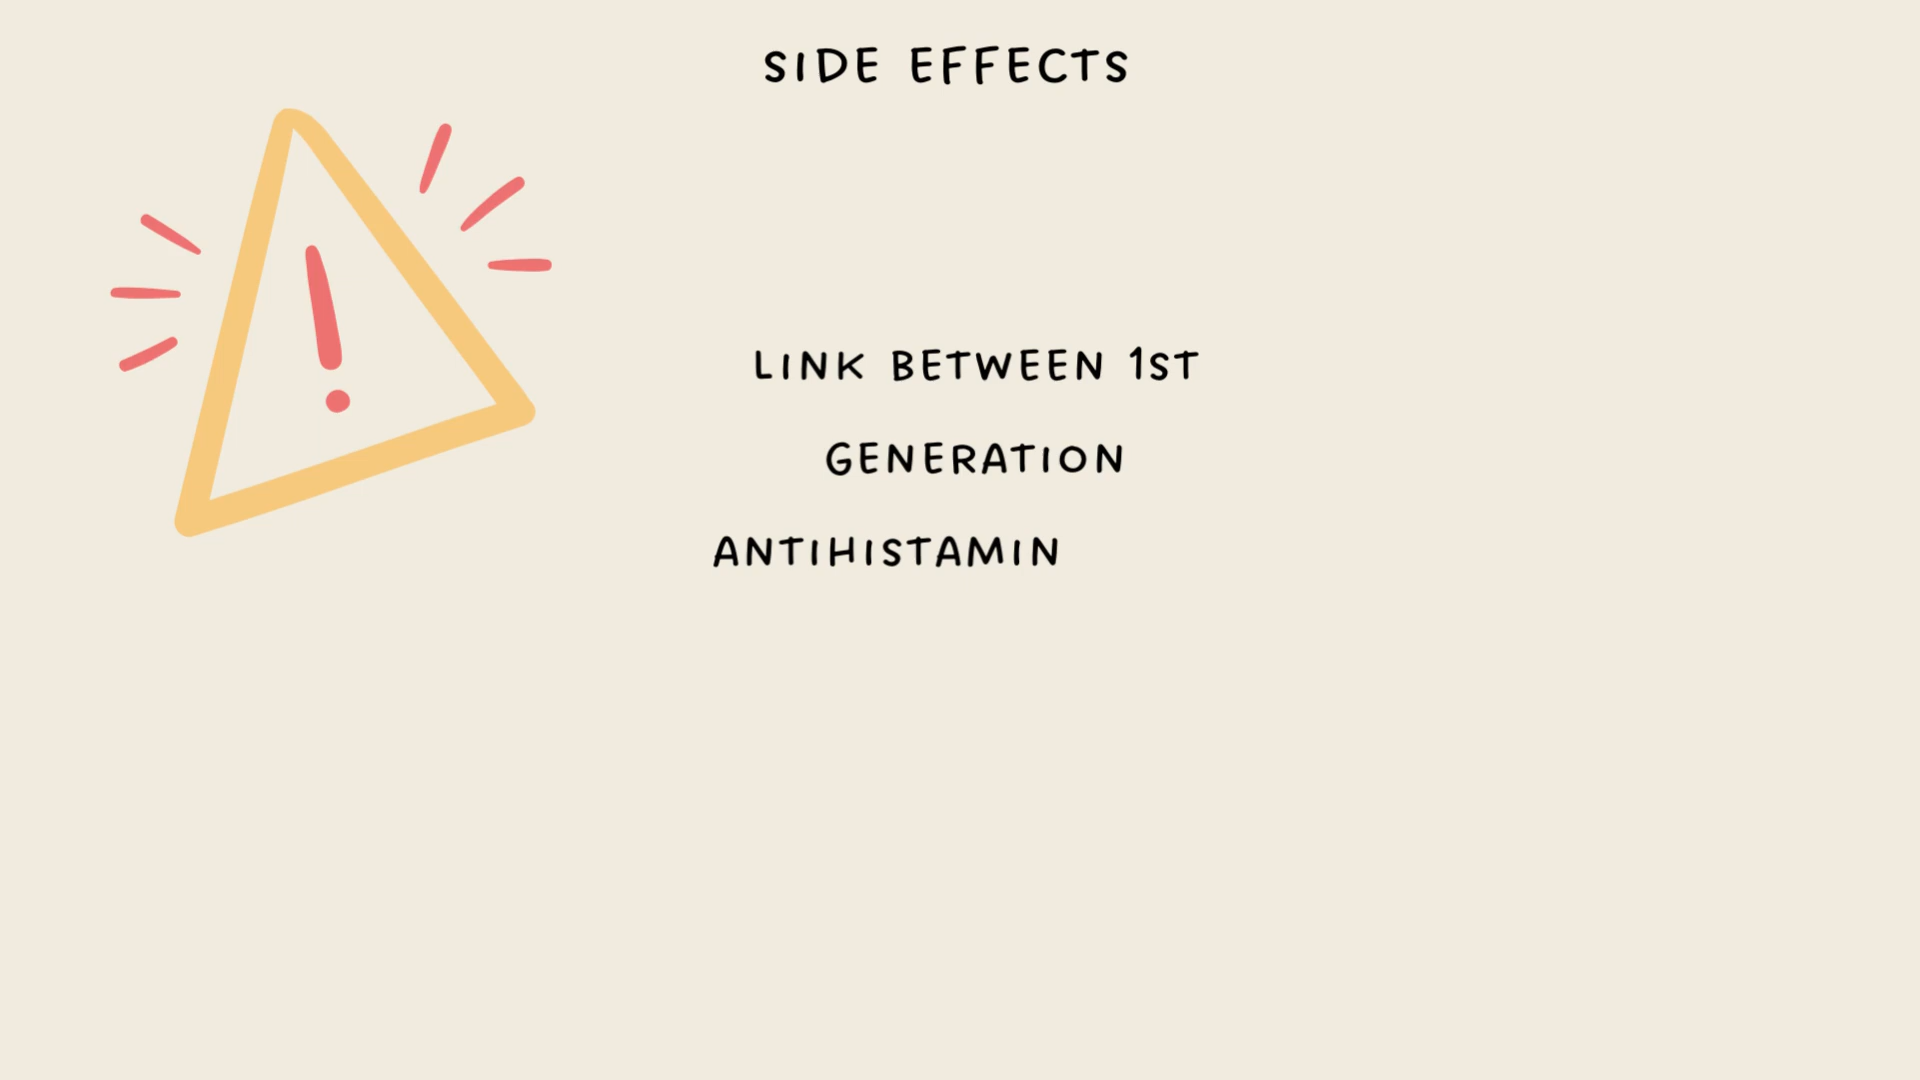 SIDE EFFECTS
LINK BETWEEN 1ST
GENERATION
ANTIHISTAMIN